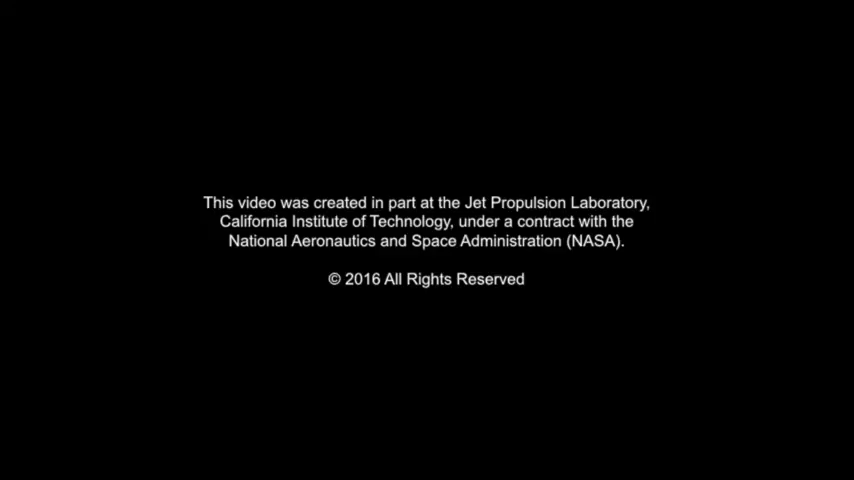 This video was created in part at the Jet Propulsion Laboratory,
California Institute of Technology, under a contract with the
National Aeronautics and Space Administration (NASA).
© 2016 All Rights Reserved